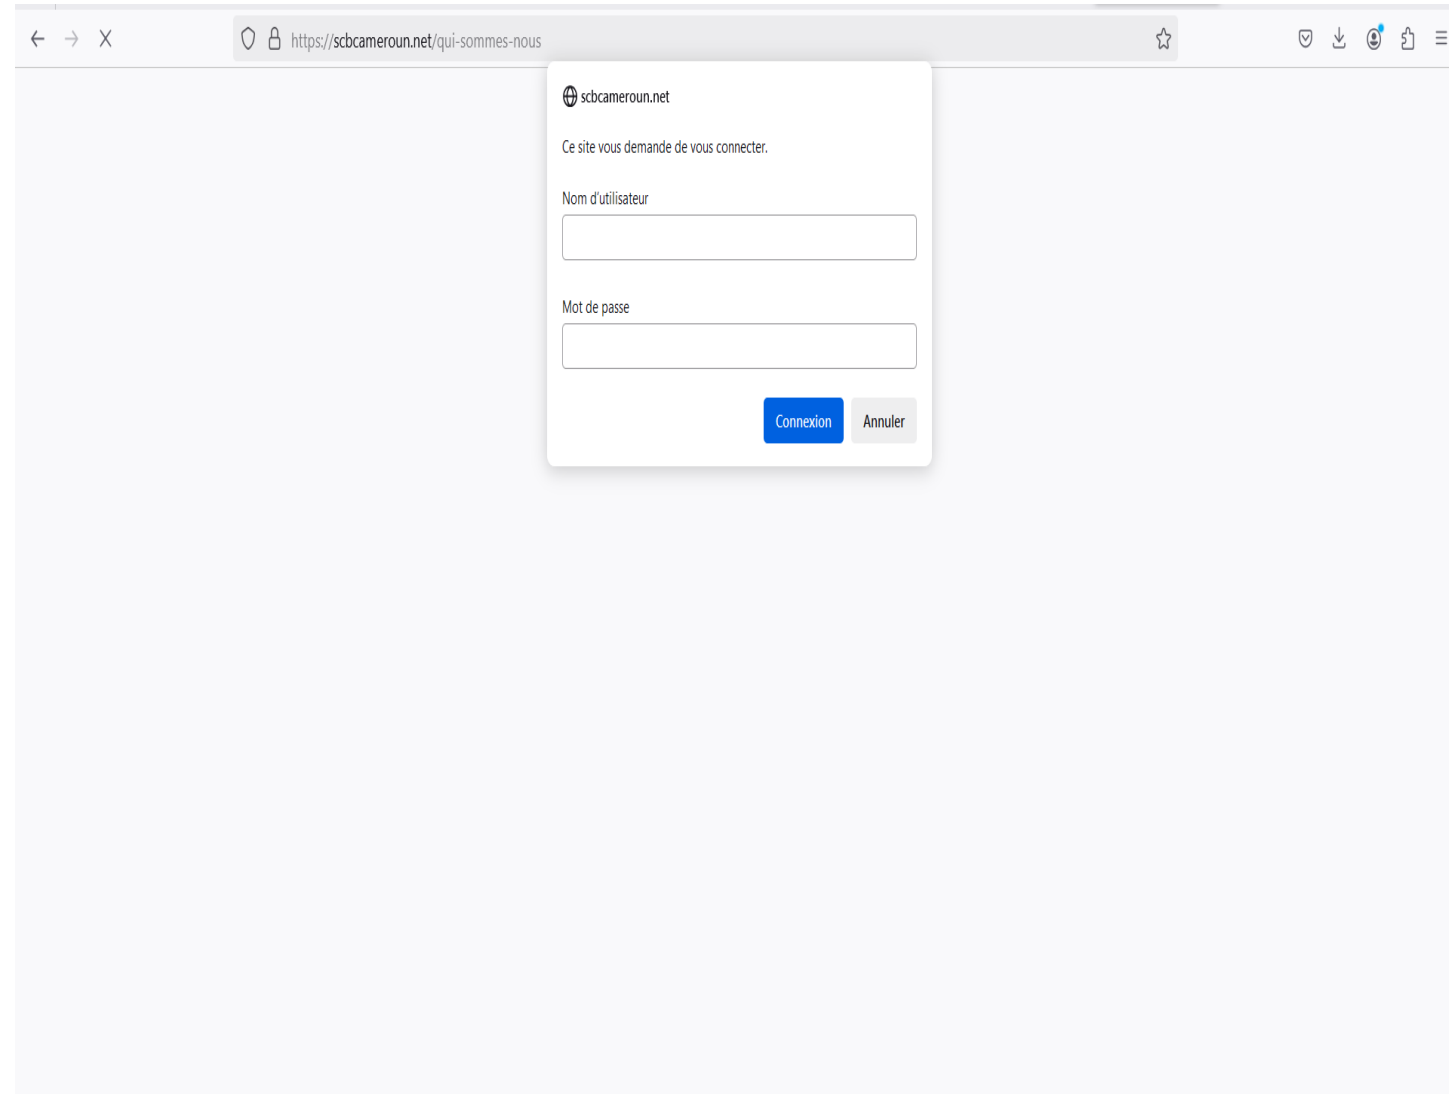 https://scbcameroun.net/qui-sommes-nous
scbcameroun.net
Ce site vous demande de vous connecter.
Nom d'utilisateur
Mot de passe
Connexion Annuler